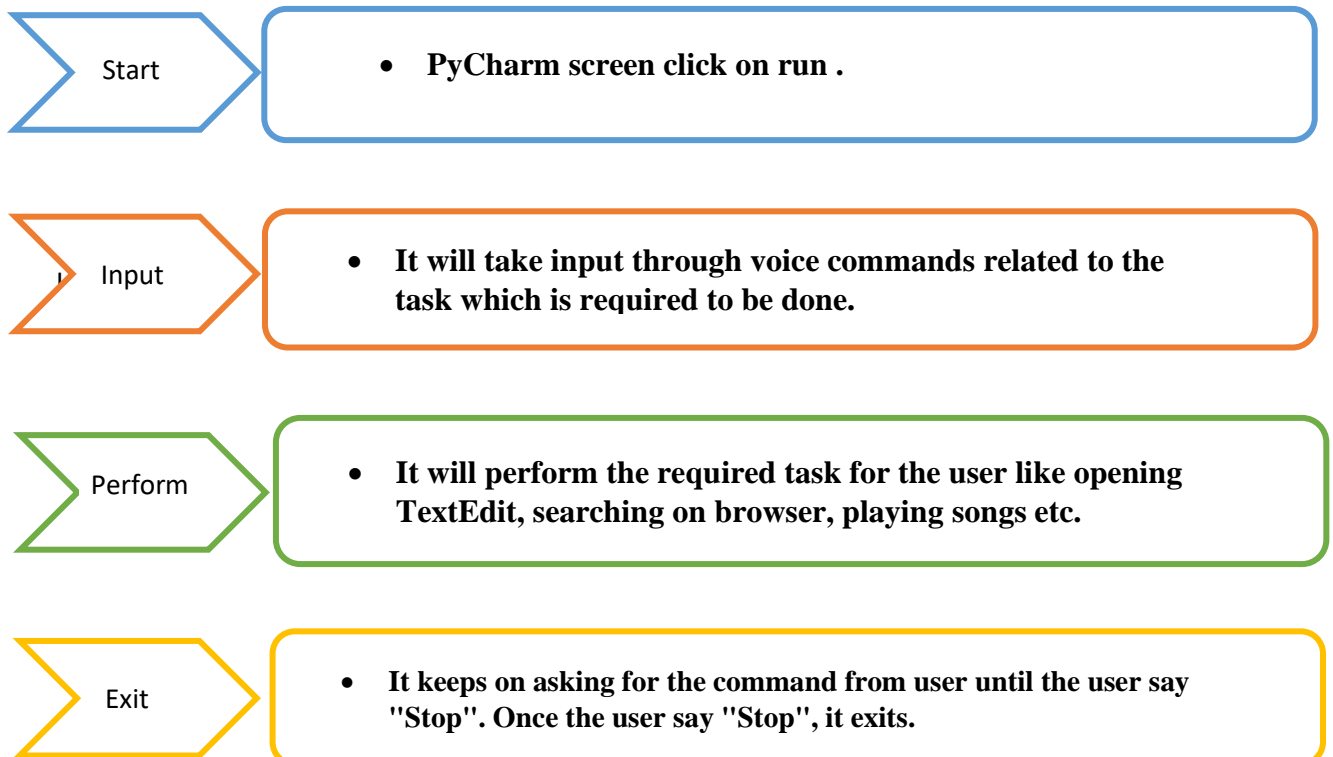 Start
• PyCharm screen click on run .
Input
• It will take input through voice commands related to the
task which is required to be done.
Perform
• It will perform the required task for the user like opening
TextEdit, searching on browser, playing songs etc.
Exit
• It keeps on asking for the command from user until the user say
"Stop". Once the user say "Stop", it exits.